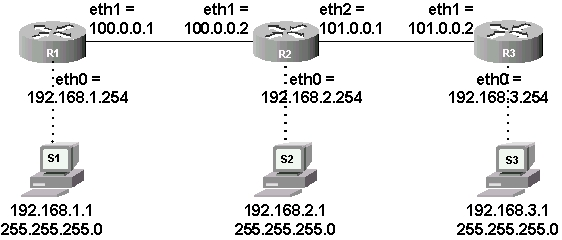 eth1 =
100.0.0.1
eth1 =
100.0.0.2
eth2 =
101.0.0.1
eth1 =
101.0.0.2
R1
R2
R3
eth0 =
192.168.1.254
eth0 =
192.168.2.254
eth0 =
192.168.3.254
S1
S2
S3
192.168.1.1
255.255.255.0
192.168.2.1
255.255.255.0
192.168.3.1
255.255.255.0